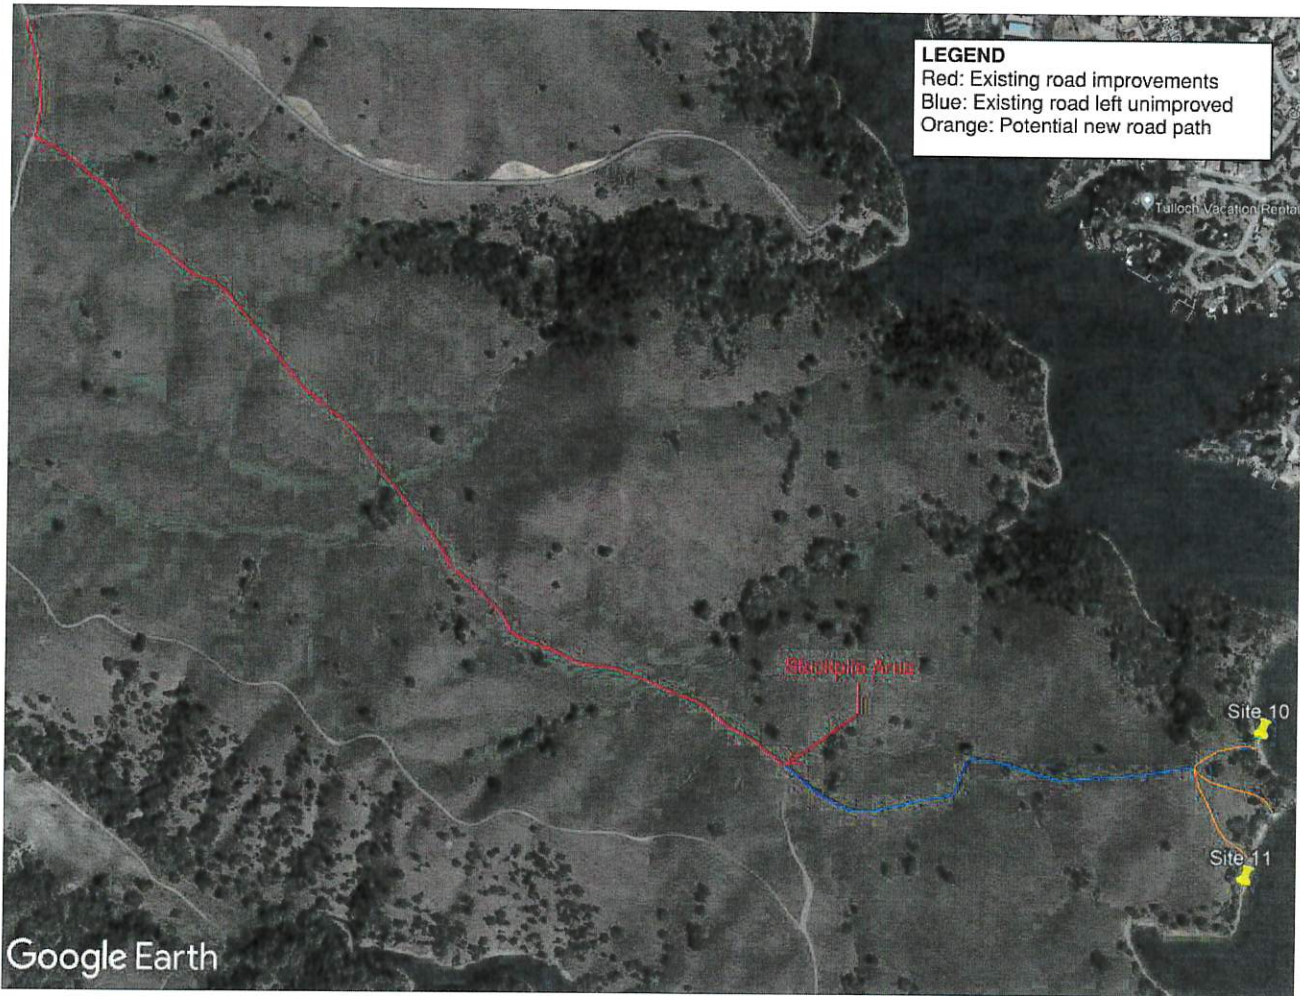 LEGEND
Red: Existing road improvements
Blue: Existing road left unimproved
Orange: Potential new road path
Tulloch Vacation Rental
Stockpile Area
Site 10
Site 11
Google Earth